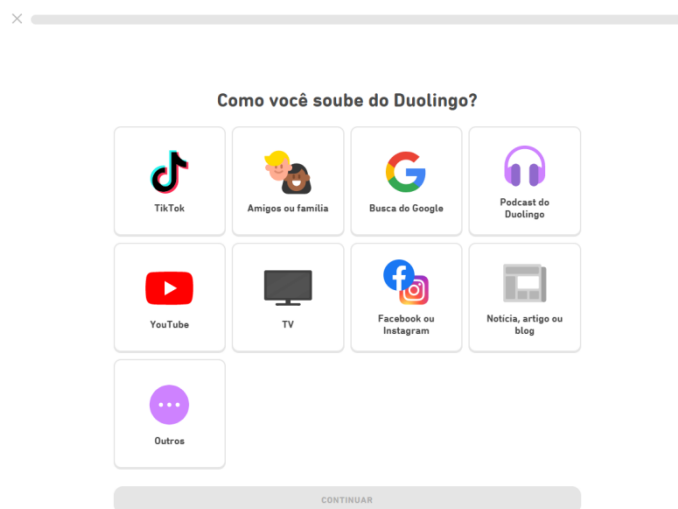 Como você soube do Duolingo?
TikTok
Amigos ou família
Busca do Google
Podcast do
Duolingo
YouTube
TV
Facebook ou
Instagram
Notícia, artigo ou
blog
Outros
CONTINUAR